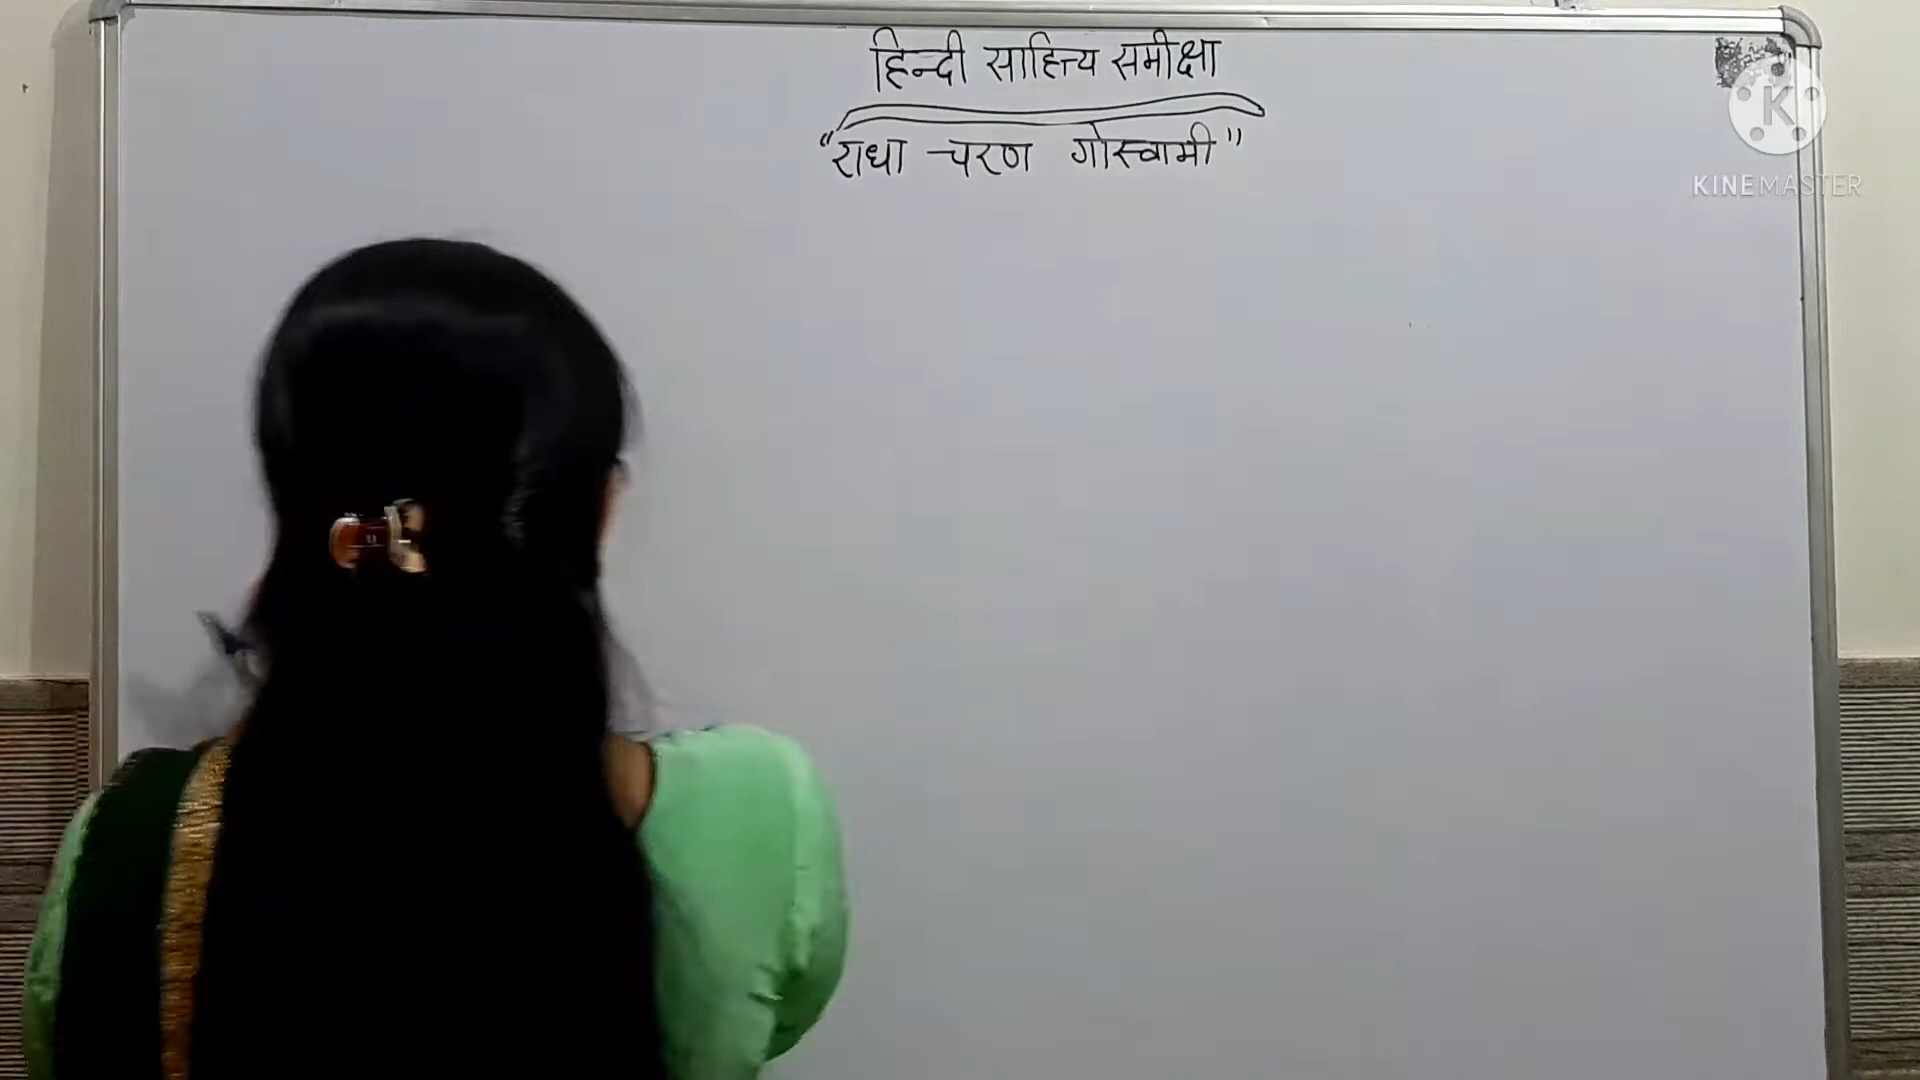 हिन्दी साहित्य समीक्षा
"राधा चरण गोस्वामी"
K
KINEMASTER